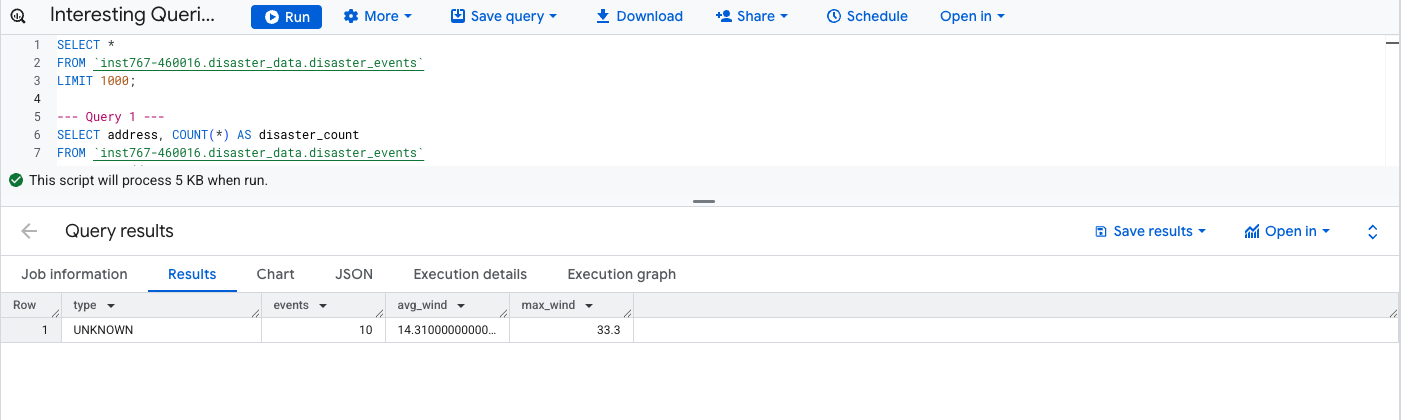 Interesting Queri... Run More Save query Download Share Schedule Open in
1 SELECT *
2 FROM `inst767-460016.disaster_data.disaster_events`
3 LIMIT 1000;
4
5 --- Query 1 ---
6 SELECT address, COUNT(*) AS disaster_count
7 FROM `inst767-460016.disaster_data.disaster_events`
This script will process 5 KB when run.
Query results Save results Open in
Job information Results Chart JSON Execution details Execution graph
Row type events avg_wind max_wind
1 UNKNOWN 10 14.31000000000... 33.3